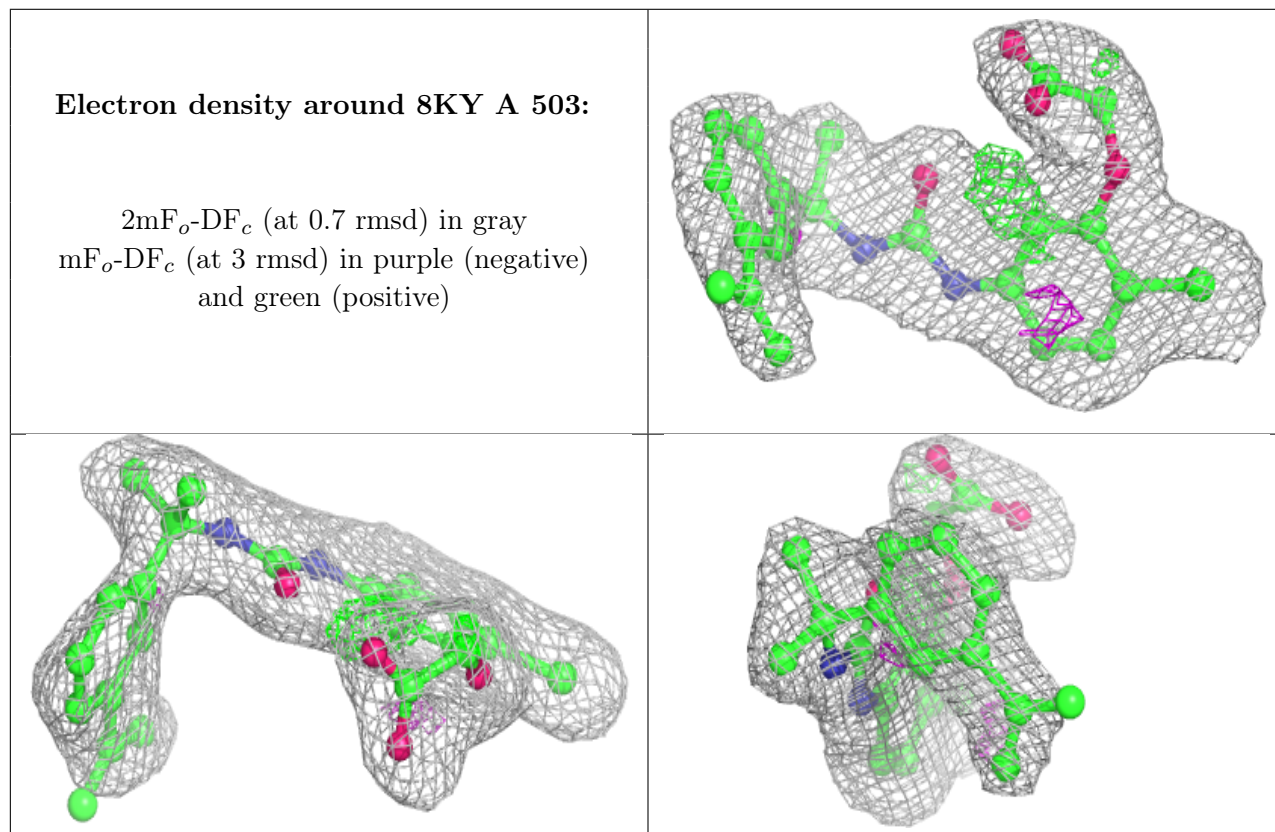 Electron density around 8KY A 503:
2mFo-DFc (at 0.7 rmsd) in gray
mFo-DFc (at 3 rmsd) in purple (negative)
and green (positive)